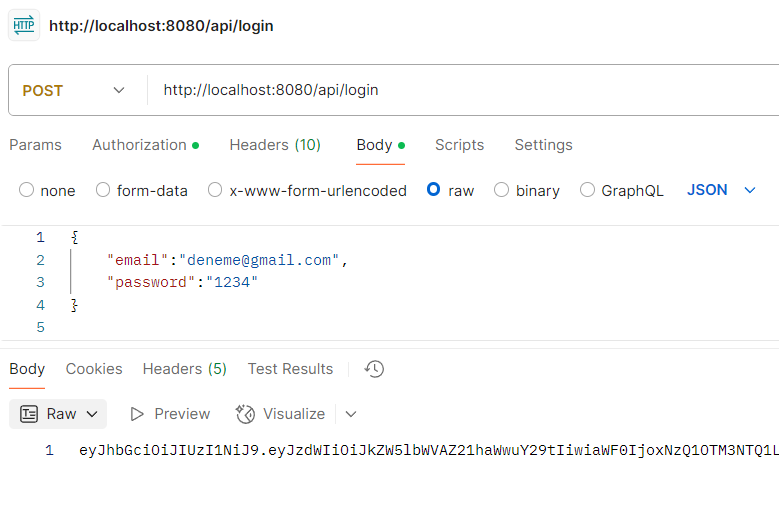 HTTP http://localhost:8080/api/login
POST http://localhost:8080/api/login
Params Authorization Headers (10) Body Scripts Settings
none form-data x-www-form-urlencoded raw binary GraphQL JSON
1 {
2 "email":"deneme@gmail.com",
3 "password":"1234"
4 }
5
Body Cookies Headers (5) Test Results
Raw Preview Visualize
1 eyJhbGciOiJIUzI1NiJ9.eyJzdWIiOiJkZW5lbWVAZ21haWwuY29tIiwiaWF0IjoxNzQ1OTM3NTQ1L